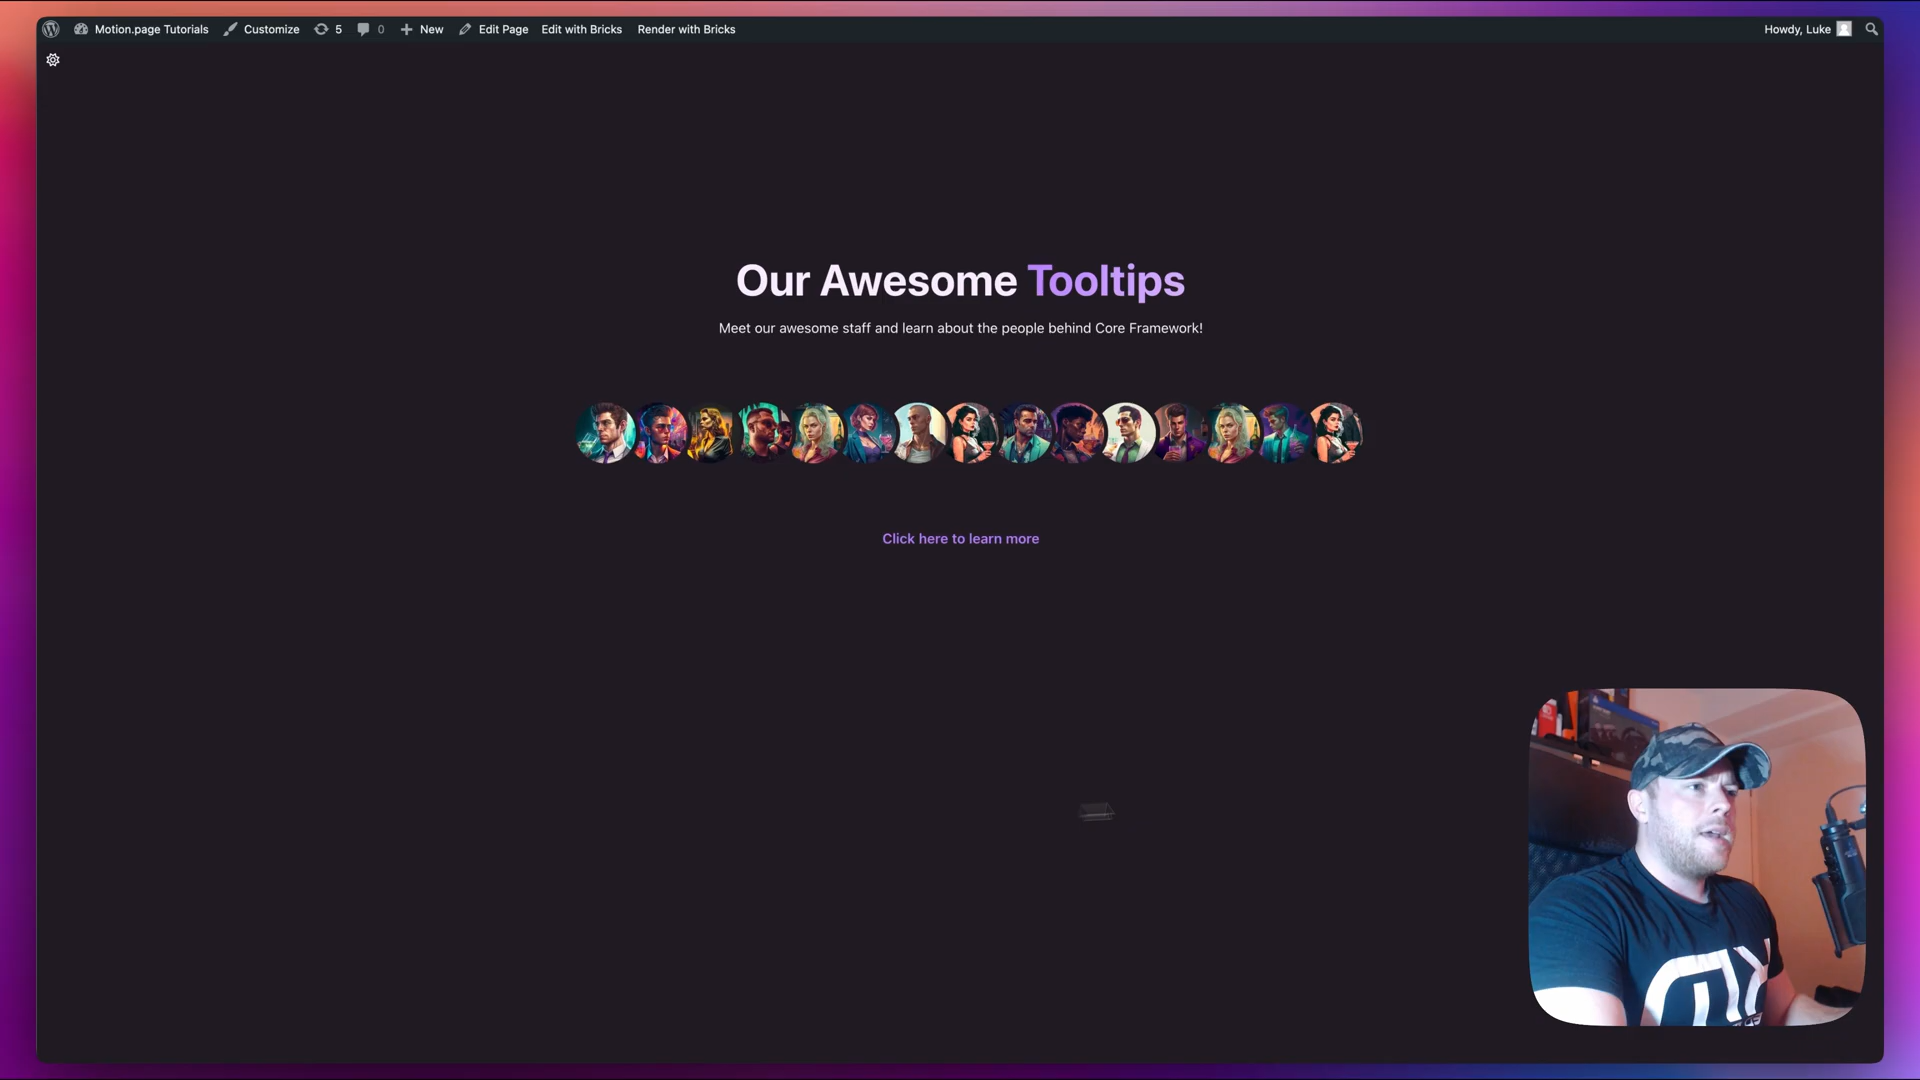 Motion.page Tutorials Customize 5 0 New Edit Page Edit with Bricks Render with Bricks Howdy, Luke
Our Awesome Tooltips
Meet our awesome staff and learn about the people behind Core Framework!
Click here to learn more